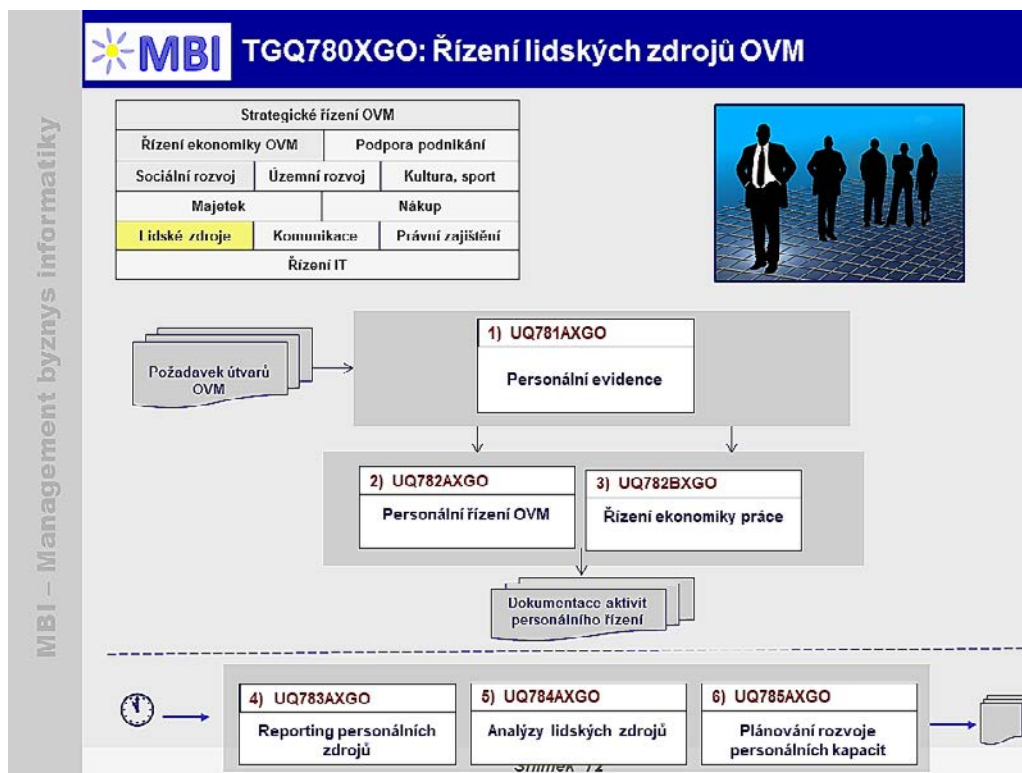 MBI
TGQ780XGO: Řízení lidských zdrojů OVM
MBI – Management byznys informatiky
Strategické řízení OVM
Řízení ekonomiky OVM
Podpora podnikání
Sociální rozvoj
Územní rozvoj
Kultura, sport
Majetek
Nákup
Lidské zdroje
Komunikace
Právní zajištění
Řízení IT
Požadavek útvarů
OVM
1) UQ781AXGO
Personální evidence
2) UQ782AXGO
Personální řízení OVM
3) UQ782BXGO
Řízení ekonomiky práce
Dokumentace aktivit
personálního řízení
4) UQ783AXGO
Reporting personálních
zdrojů
5) UQ784AXGO
Analýzy lidských zdrojů
6) UQ785AXGO
Plánování rozvoje
personálních kapacit